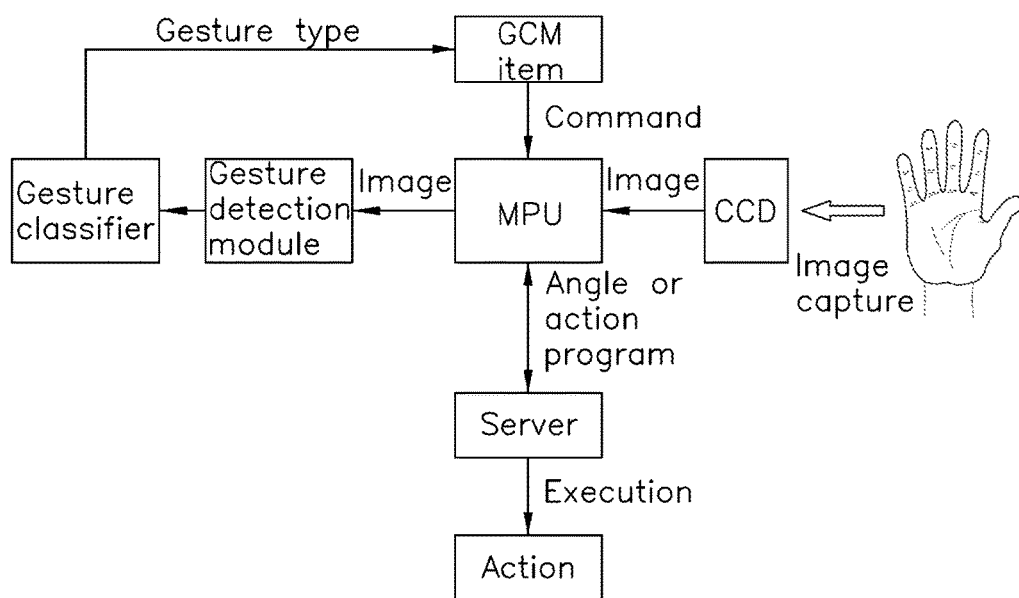 Gesture type
GCM
item
Command
Gesture
classifier
Gesture
detection
module
Image
MPU
Image
CCD
Image
capture
Angle or
action
program
Server
Execution
Action